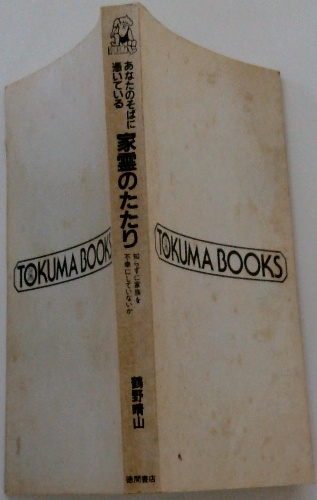 あなたのそばに
憑いている
家霊のたたり
知らずに家族を
不幸にしていないか
鶴野晴山
徳間書店
TOKUMA BOOKS
TOKUMA BOOKS